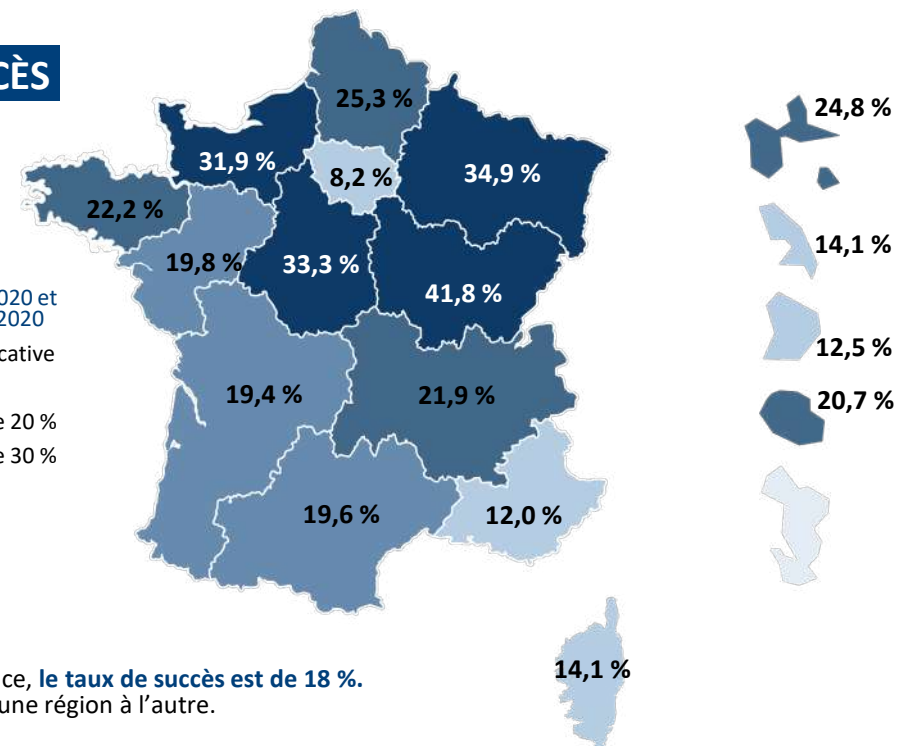 CÈS
25,3 %
24,8 %
31,9 %
8,2 %
34,9 %
22,2 %
14,1 %
19,8 %
33,3 %
41,8 %
020 et
2020
12,5 %
cative
19,4 %
21,9 %
20,7 %
e 20 %
e 30 %
19,6 %
12,0 %
14,1 %
ce, le taux de succès est de 18 %.
une région à l'autre.